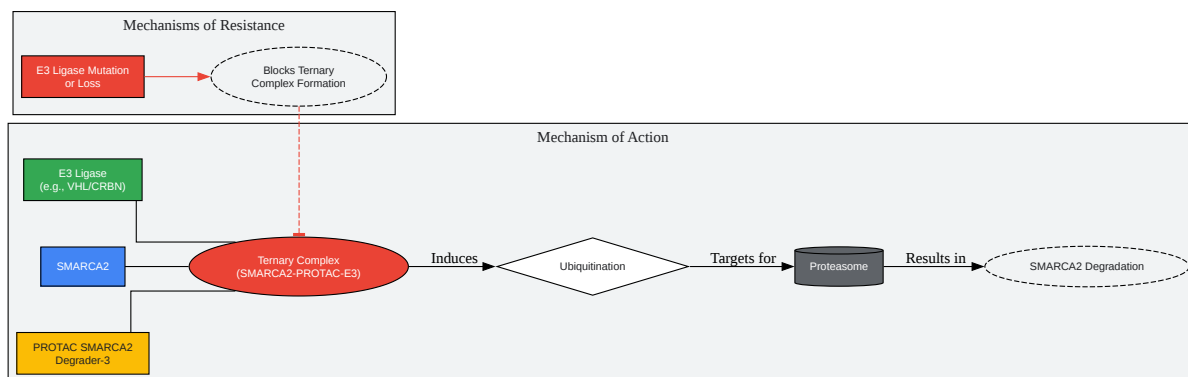 Mechanisms of Resistance
E3 Ligase Mutation
or Loss
Blocks Ternary
Complex Formation
Mechanism of Action
E3 Ligase
(e.g., VHL/CRBN)
SMARCA2
PROTAC SMARCA2
Degrader-3
Ternary Complex
(SMARCA2-PROTAC-E3)
Induces
Ubiquitination
Targets for
Proteasome
Results in
SMARCA2 Degradation